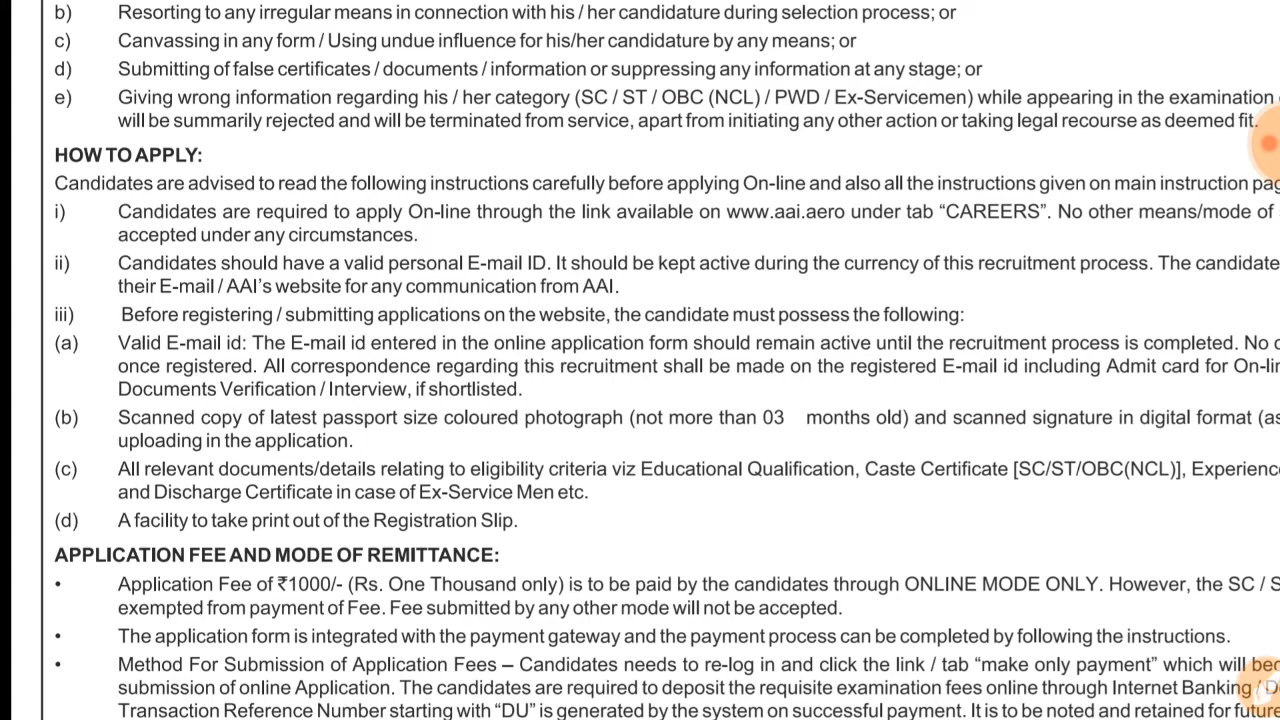 b) Resorting to any irregular means in connection with his / her candidature during selection process; or
c) Canvassing in any form / Using undue influence for his/her candidature by any means; or
d) Submitting of false certificates / documents / information or suppressing any information at any stage; or
e) Giving wrong information regarding his / her category (SC / ST / OBC (NCL) / PWD / Ex-Servicemen) while appearing in the examination
will be summarily rejected and will be terminated from service, apart from initiating any other action or taking legal recourse as deemed fit.
HOW TO APPLY:
Candidates are advised to read the following instructions carefully before applying On-line and also all the instructions given on main instruction
i) Candidates are required to apply On-line through the link available on www.aai.aero under tab “CAREERS”. No other means/mode of
accepted under any circumstances.
ii) Candidates should have a valid personal E-mail ID. It should be kept active during the currency of this recruitment process. The candidate
their E-mail / AAI’s website for any communication from AAI.
iii) Before registering / submitting applications on the website, the candidate must possess the following:
(a) Valid E-mail id: The E-mail id entered in the online application form should remain active until the recruitment process is completed. No
once registered. All correspondence regarding this recruitment shall be made on the registered E-mail id including Admit card for
Documents Verification / Interview, if shortlisted.
(b) Scanned copy of latest passport size coloured photograph (not more than 03 months old) and scanned signature in digital format (as
uploading in the application.
(c) All relevant documents/details relating to eligibility criteria viz Educational Qualification, Caste Certificate [SC/ST/OBC(NCL)], Experience
and Discharge Certificate in case of Ex-Service Men etc.
(d) A facility to take print out of the Registration Slip.
APPLICATION FEE AND MODE OF REMITTANCE:
• Application Fee of ₹1000/- (Rs. One Thousand only) is to be paid by the candidates through ONLINE MODE ONLY. However, the SC /
exempted from payment of Fee. Fee submitted by any other mode will not be accepted.
• The application form is integrated with the payment gateway and the payment process can be completed by following the instructions.
• Method For Submission of Application Fees – Candidates needs to re-log in and click the link / tab “make only payment” which will
submission of online Application. The candidates are required to deposit the requisite examination fees online through Internet Banking /
Transaction Reference Number starting with “DU” is generated by the system on successful payment. It is to be noted and retained for future